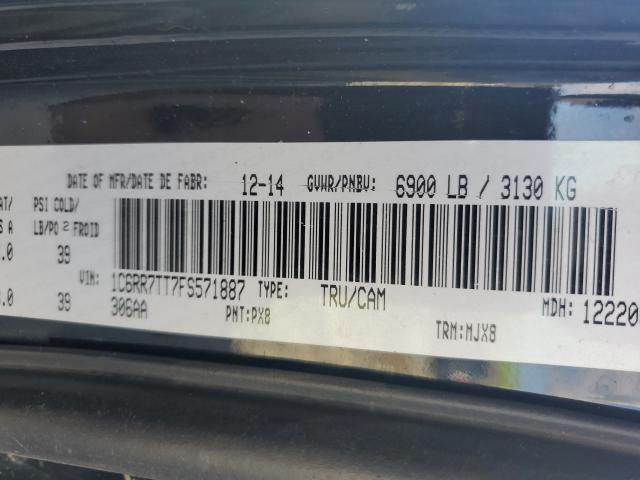 DATE OF MFR/DATE DE FABR: 12-14 GVWR/PNBV: 6900 LB / 3130 KG
PSI COLD/
LB/PO 2 FROID
39
39
VIN: 1C6RR7TT7FS571887 TYPE: TRU/CAM MDH: 12220
306AA PNT:PX8 TRM:MJX8